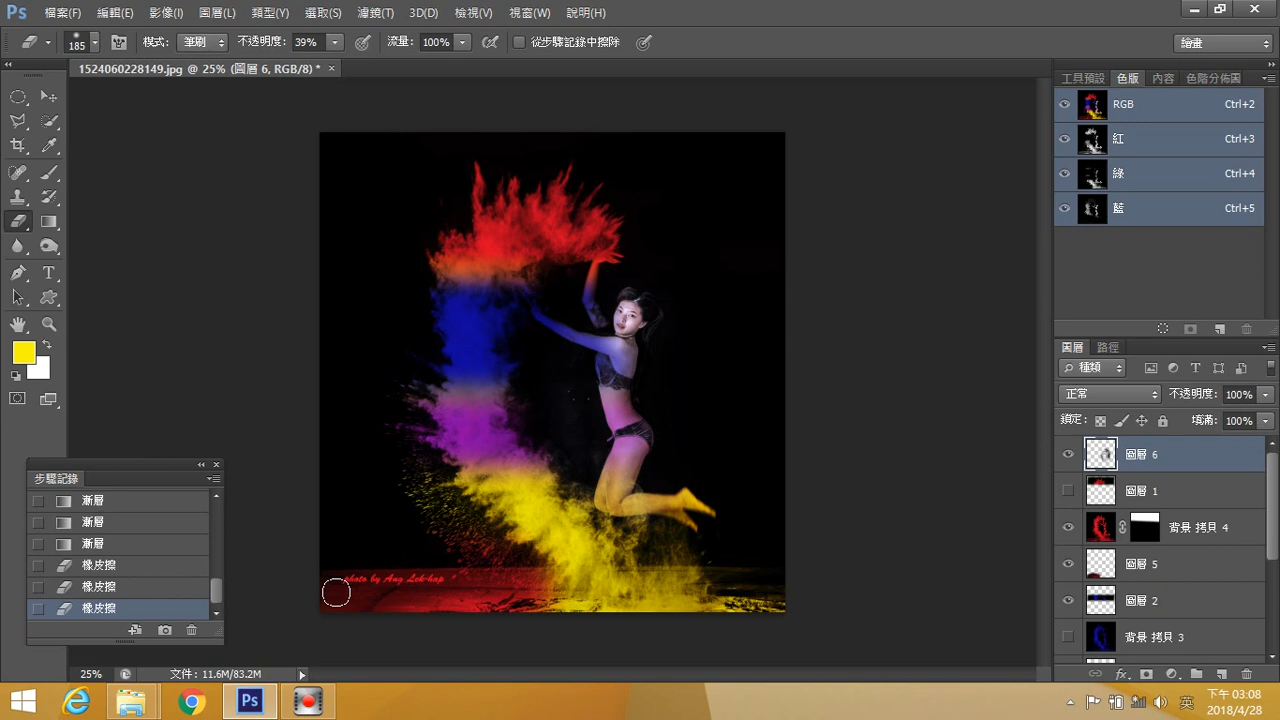 Ps 檔案(F) 編輯(E) 影像(I) 圖層(L) 類型(Y) 選取(S) 濾鏡(T) 3D(D) 檢視(V) 視窗(W) 說明(H)
185 模式: 筆刷 不透明度: 39% 流量: 100% 從步驟記錄中擦除 繪畫
1524060228149.jpg @ 25% (圖層 6, RGB/8) * ×
工具預設 色版 內容 色階分佈圖
RGB Ctrl+2
紅 Ctrl+3
綠 Ctrl+4
藍 Ctrl+5
圖層 路徑
種類
正常 不透明度: 100%
鎖定: 填滿: 100%
圖層 6
圖層 1
背景 拷貝 4
圖層 5
圖層 2
背景 拷貝 3
步驟記錄
漸層
漸層
漸層
橡皮擦
橡皮擦
橡皮擦
photo by Ang Lek-hap
25% 文件: 11.6M/83.2M
Ps
英
下午 03:08
2018/4/28